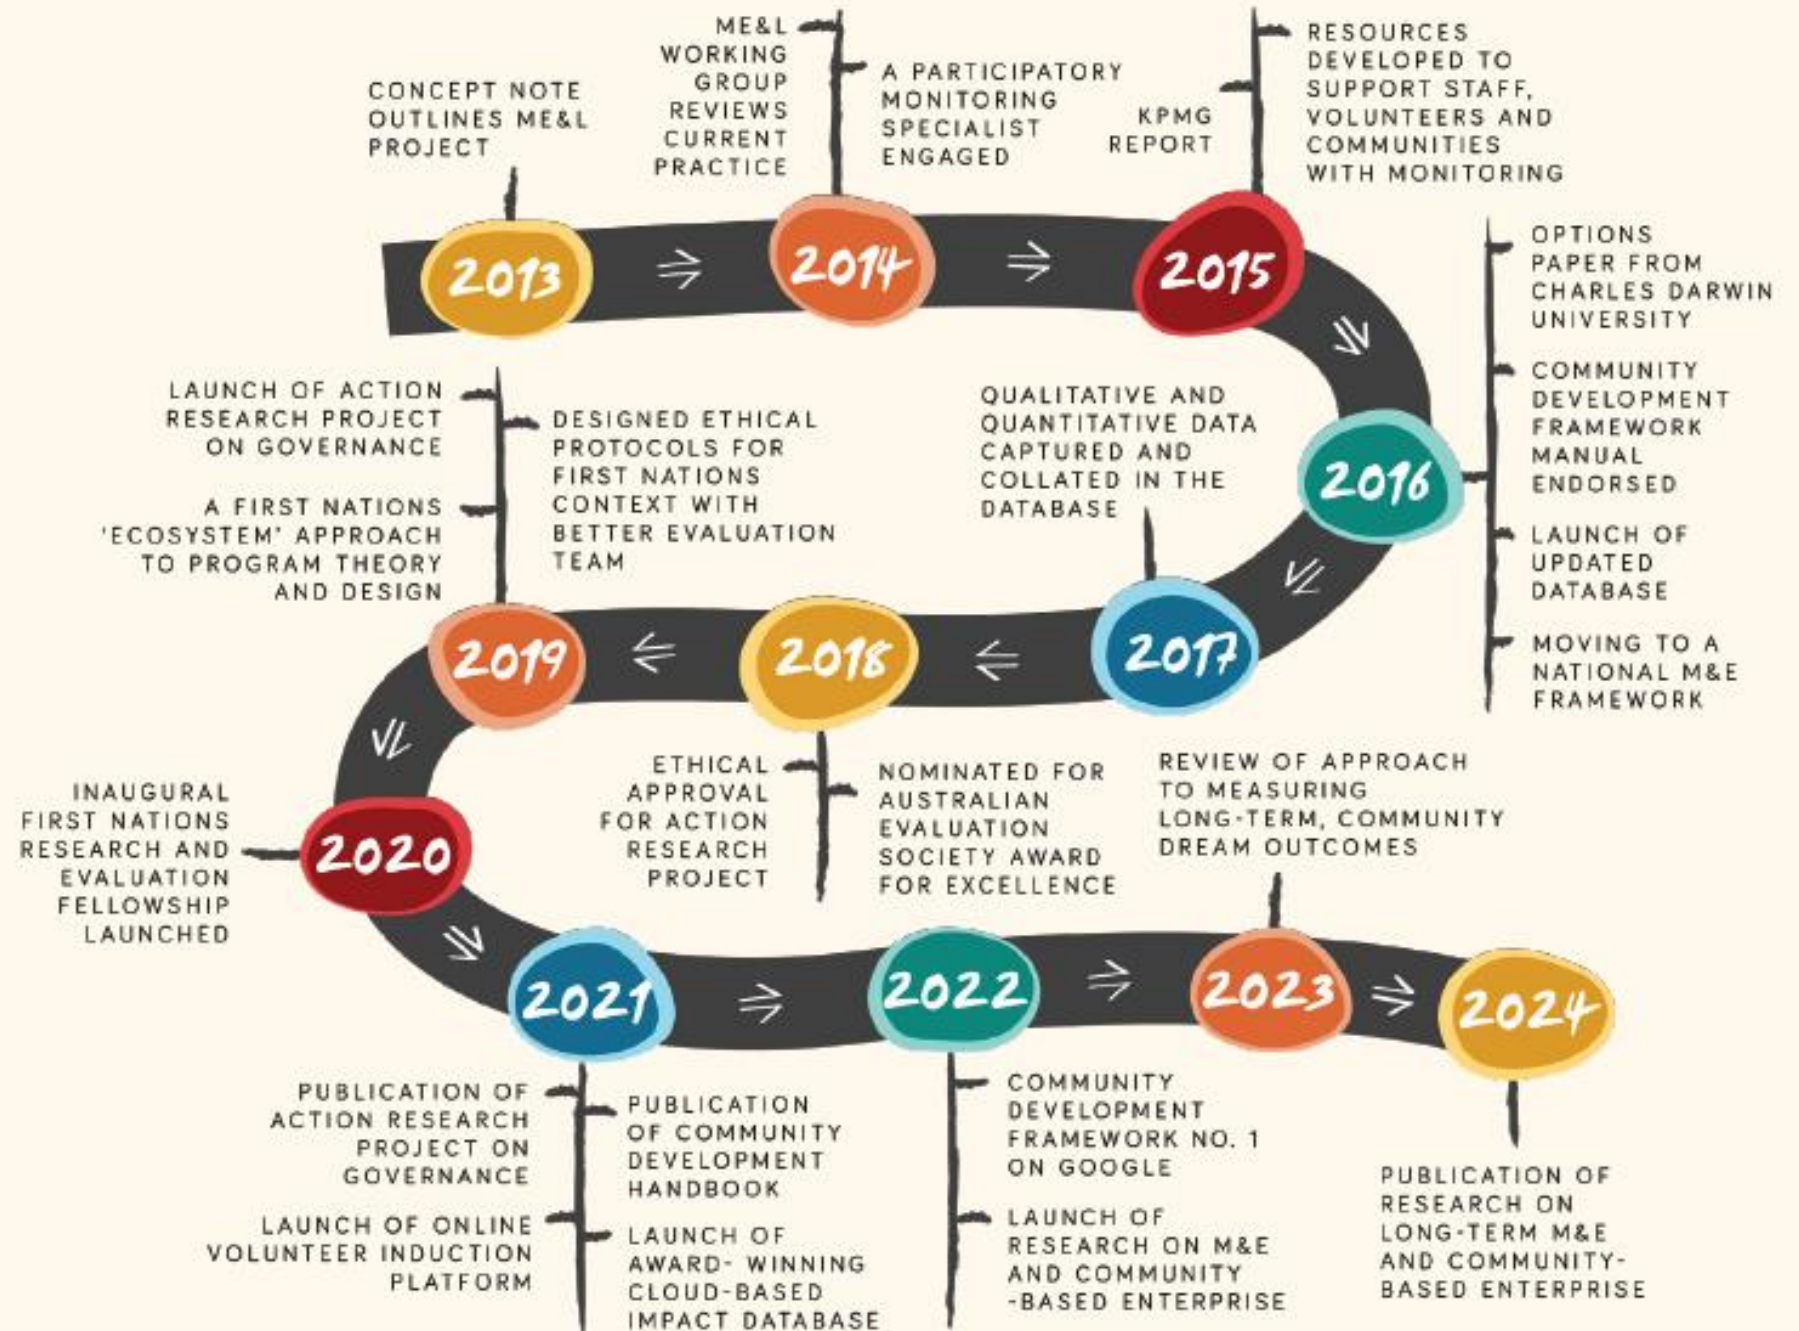 CONCEPT NOTE
OUTLINES ME&L
PROJECT
2013
ME&L
WORKING
GROUP
REVIEWS
CURRENT
PRACTICE
A PARTICIPATORY
MONITORING
SPECIALIST
ENGAGED
2014
KPMG
REPORT
RESOURCES
DEVELOPED TO
SUPPORT STAFF,
VOLUNTEERS AND
COMMUNITIES
WITH MONITORING
2015
OPTIONS
PAPER FROM
CHARLES DARWIN
UNIVERSITY
COMMUNITY
DEVELOPMENT
FRAMEWORK
MANUAL
ENDORSED
LAUNCH OF
UPDATED
DATABASE
MOVING TO A
NATIONAL M&E
FRAMEWORK
2016
QUALITATIVE AND
QUANTITATIVE DATA
CAPTURED AND
COLLATED IN THE
DATABASE
2017
2018
ETHICAL
APPROVAL
FOR ACTION
RESEARCH
PROJECT
NOMINATED FOR
AUSTRALIAN
EVALUATION
SOCIETY AWARD
FOR EXCELLENCE
LAUNCH OF ACTION
RESEARCH PROJECT
ON GOVERNANCE
A FIRST NATIONS
'ECOSYSTEM' APPROACH
TO PROGRAM THEORY
AND DESIGN
DESIGNED ETHICAL
PROTOCOLS FOR
FIRST NATIONS
CONTEXT WITH
BETTER EVALUATION
TEAM
2019
INAUGURAL
FIRST NATIONS
RESEARCH AND
EVALUATION
FELLOWSHIP
LAUNCHED
2020
2021
PUBLICATION OF
ACTION RESEARCH
PROJECT ON
GOVERNANCE
LAUNCH OF ONLINE
VOLUNTEER INDUCTION
PLATFORM
PUBLICATION
OF COMMUNITY
DEVELOPMENT
HANDBOOK
LAUNCH OF
AWARD- WINNING
CLOUD-BASED
IMPACT DATABASE
2022
COMMUNITY
DEVELOPMENT
FRAMEWORK NO. 1
ON GOOGLE
LAUNCH OF
RESEARCH ON M&E
AND COMMUNITY
-BASED ENTERPRISE
REVIEW OF APPROACH
TO MEASURING
LONG-TERM, COMMUNITY
DREAM OUTCOMES
2023
2024
PUBLICATION OF
RESEARCH ON
LONG-TERM M&E
AND COMMUNITY-
BASED ENTERPRISE